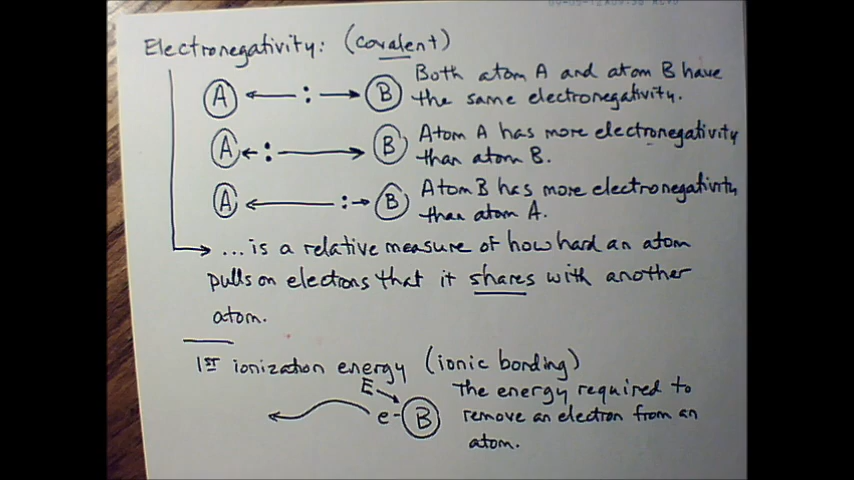 Electronegativity: (covalent)
A : B Both atom A and atom B have
the same electronegativity.
A : B Atom A has more electronegativity
than atom B.
A : B Atom B has more electronegativity
than atom A.
... is a relative measure of how hard an atom
pulls on electrons that it shares with another
atom.
1ST ionization energy (ionic bonding)
E The energy required to
e- B remove an electron from an
atom.